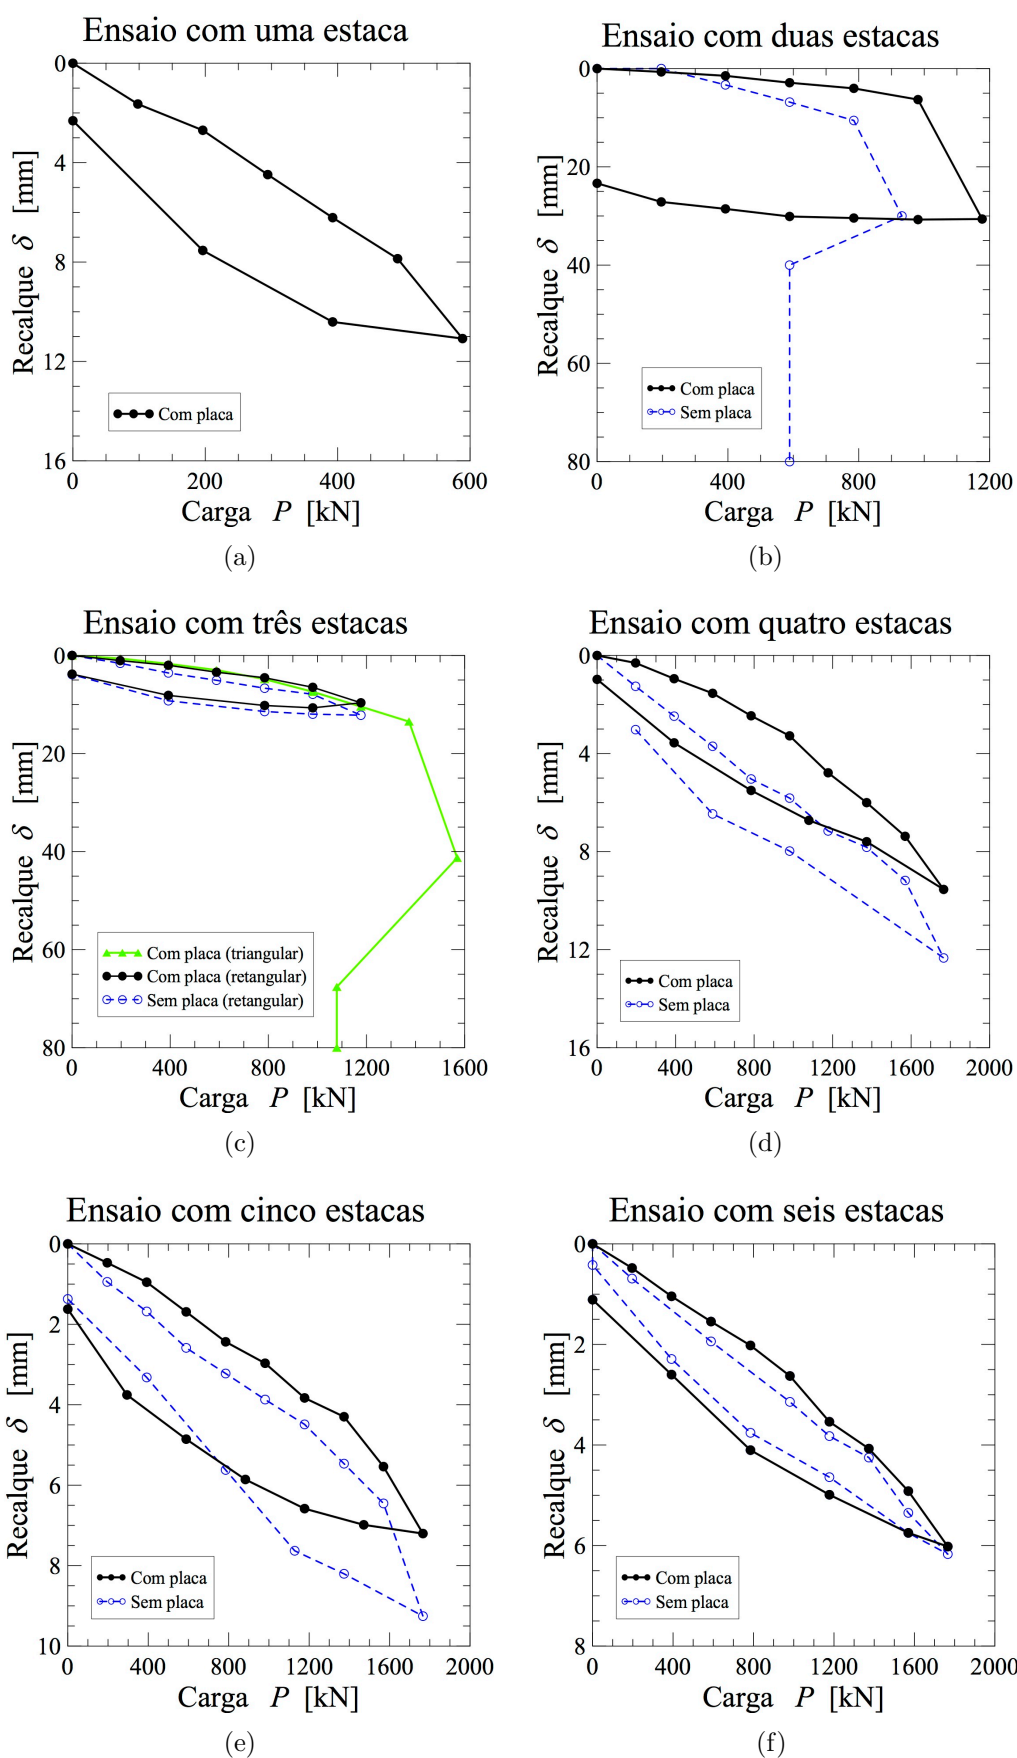 Ensaio com uma estaca
0
4
8
12
16
Recalque δ [mm]
Com placa
0 200 400 600
Carga P [kN]
(a)
Ensaio com duas estacas
0
20
40
60
80
Recalque δ [mm]
Com placa
Sem placa
0 400 800 1200
Carga P [kN]
(b)
Ensaio com três estacas
0
20
40
60
80
Recalque δ [mm]
Com placa (triangular)
Com placa (retangular)
Sem placa (retangular)
0 400 800 1200 1600
Carga P [kN]
(c)
Ensaio com quatro estacas
0
4
8
12
16
Recalque δ [mm]
Com placa
Sem placa
0 400 800 1200 1600 2000
Carga P [kN]
(d)
Ensaio com cinco estacas
0
2
4
6
8
10
Recalque δ [mm]
Com placa
Sem placa
0 400 800 1200 1600 2000
Carga P [kN]
(e)
Ensaio com seis estacas
0
2
4
6
8
Recalque δ [mm]
Com placa
Sem placa
0 400 800 1200 1600 2000
Carga P [kN]
(f)